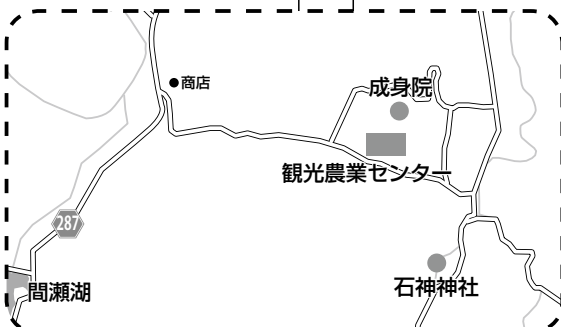 商店
成身院
観光農業センター
287
間瀬湖
石神神社